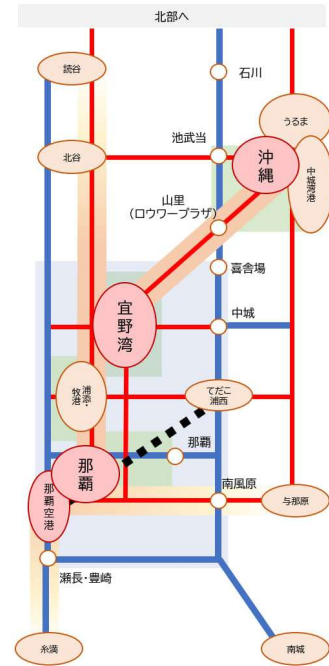 北部へ
読谷
石川
うるま
池武当
北谷
沖縄
中城湾港
山里
(ロウワープラザ)
喜舎場
宜野湾
中城
浦添・
牧港
てだこ
浦西
那覇
那覇
南風原
那覇空港
与那原
瀬長・豊崎
糸満
南城